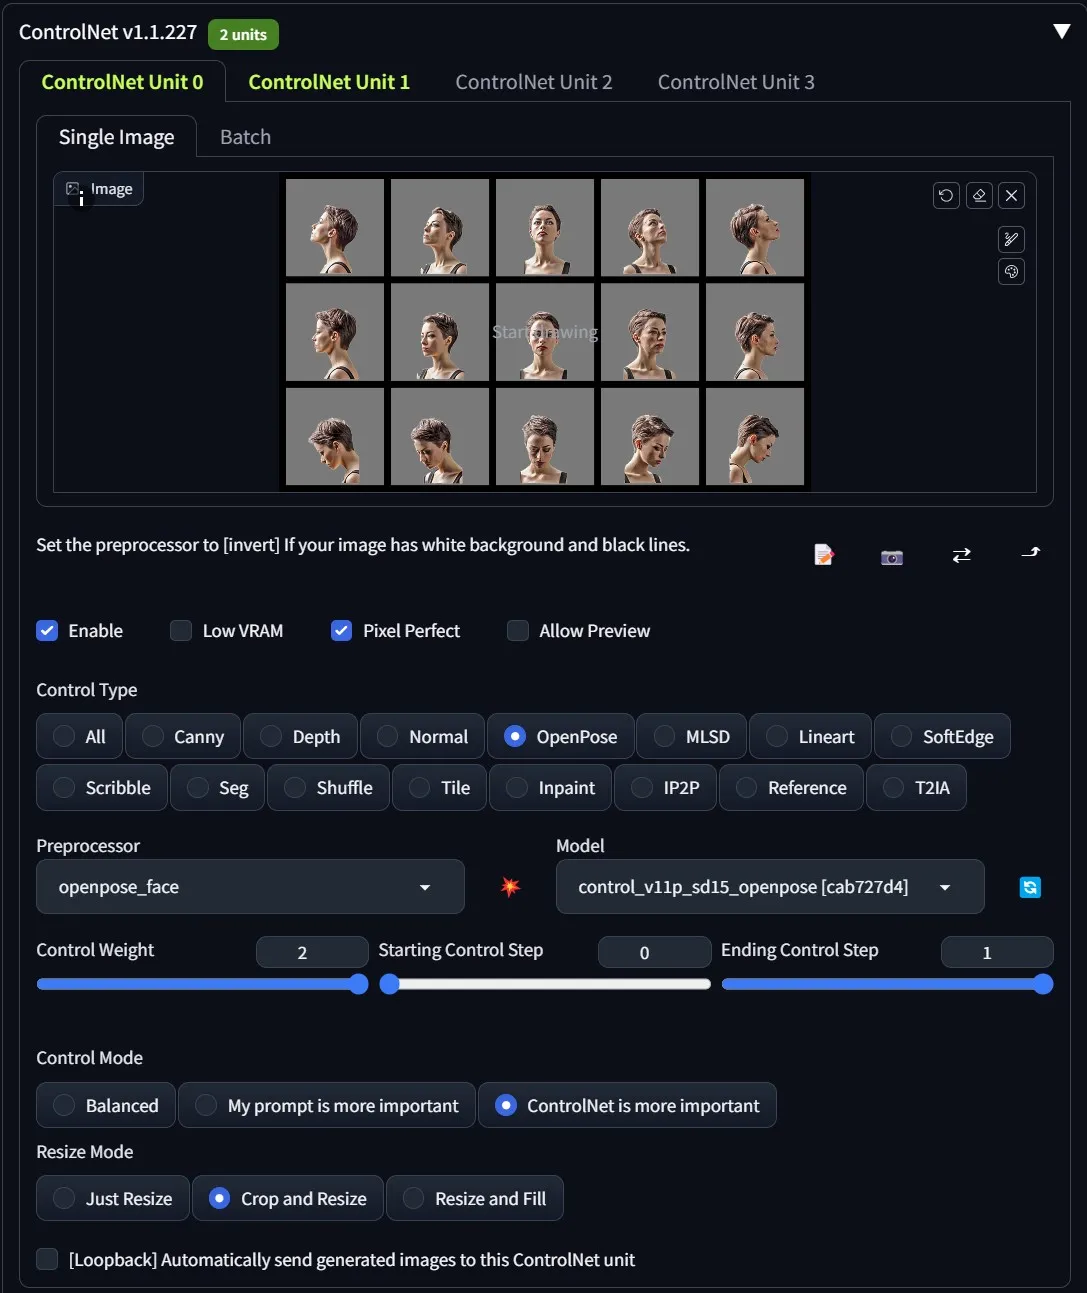 ControlNet v1.1.227 2 units
ControlNet Unit 0 ControlNet Unit 1 ControlNet Unit 2 ControlNet Unit 3
Single Image Batch
Image
Start drawing
Set the preprocessor to [invert] If your image has white background and black lines.
Enable Low VRAM Pixel Perfect Allow Preview
Control Type
All Canny Depth Normal OpenPose MLSD Lineart SoftEdge
Scribble Seg Shuffle Tile Inpaint IP2P Reference T2IA
Preprocessor Model
openpose_face control_v11p_sd15_openpose [cab727d4]
Control Weight 2 Starting Control Step 0 Ending Control Step 1
Control Mode
Balanced My prompt is more important ControlNet is more important
Resize Mode
Just Resize Crop and Resize Resize and Fill
[Loopback] Automatically send generated images to this ControlNet unit